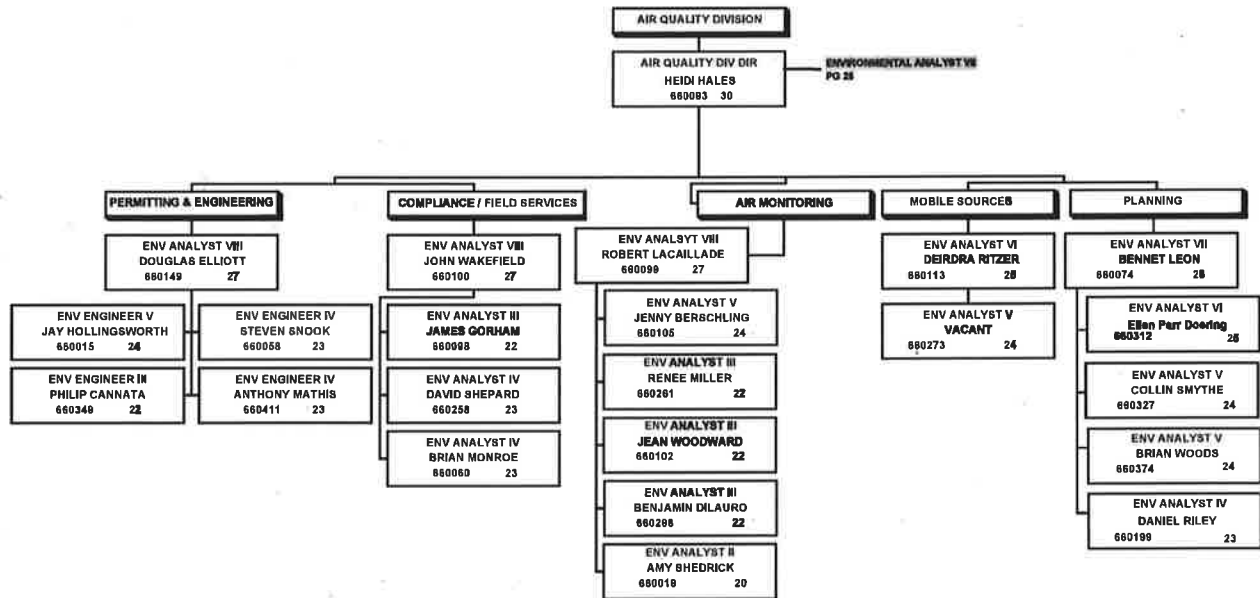 AIR QUALITY DIVISION
AIR QUALITY DIV DIR
HEIDI HALES
660093 30
ENVIRONMENTAL ANALYST VII
PG 25
PERMITTING & ENGINEERING
ENV ANALYST VIII
DOUGLAS ELLIOTT
660149 27
ENV ENGINEER V
JAY HOLLINGSWORTH
660015 24
ENV ENGINEER IV
STEVEN SNOOK
660058 23
ENV ENGINEER III
PHILIP CANNATA
660349 22
ENV ENGINEER IV
ANTHONY MATHIS
660411 23
COMPLIANCE / FIELD SERVICES
ENV ANALYST VIII
JOHN WAKEFIELD
660100 27
ENV ANALYST III
JAMES GORHAM
660098 22
ENV ANALYST IV
DAVID SHEPARD
660258 23
ENV ANALYST IV
BRIAN MONROE
660060 23
AIR MONITORING
ENV ANALSYT VIII
ROBERT LACAILLADE
660099 27
ENV ANALYST V
JENNY BERSCHLING
660105 24
ENV ANALYST III
RENEE MILLER
660261 22
ENV ANALYST III
JEAN WOODWARD
660102 22
ENV ANALYST III
BENJAMIN DILAURO
660298 22
ENV ANALYST II
AMY SHEDRICK
660019 20
MOBILE SOURCES
ENV ANALYST VI
DEIRDRA RITZER
660113 25
ENV ANALYST V
VACANT
660273 24
PLANNING
ENV ANALYST VII
BENNET LEON
660074 26
ENV ANALYST VI
Ellen Parr Doering
660312 25
ENV ANALYST V
COLLIN SMYTHE
660327 24
ENV ANALYST V
BRIAN WOODS
660374 24
ENV ANALYST IV
DANIEL RILEY
660199 23